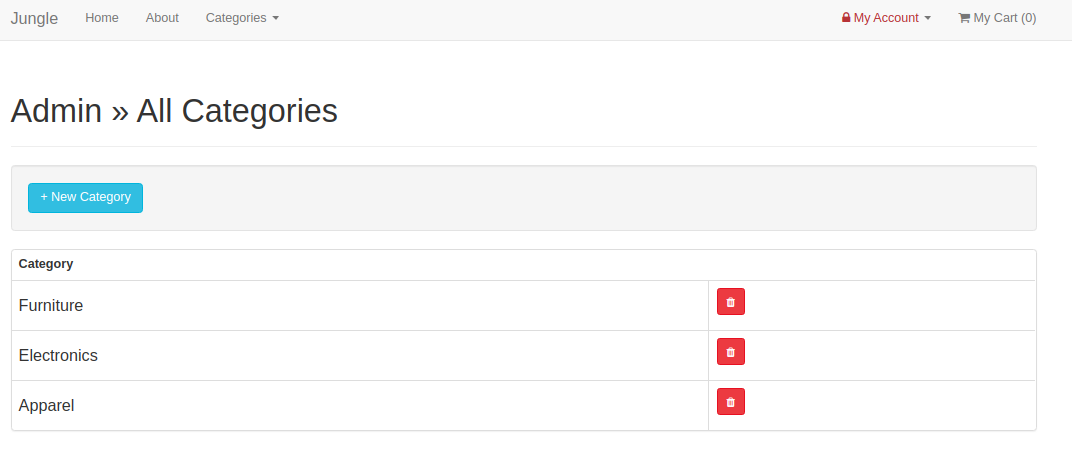 Jungle Home About Categories My Account My Cart (0)
Admin » All Categories
+ New Category
Category
Furniture
Electronics
Apparel